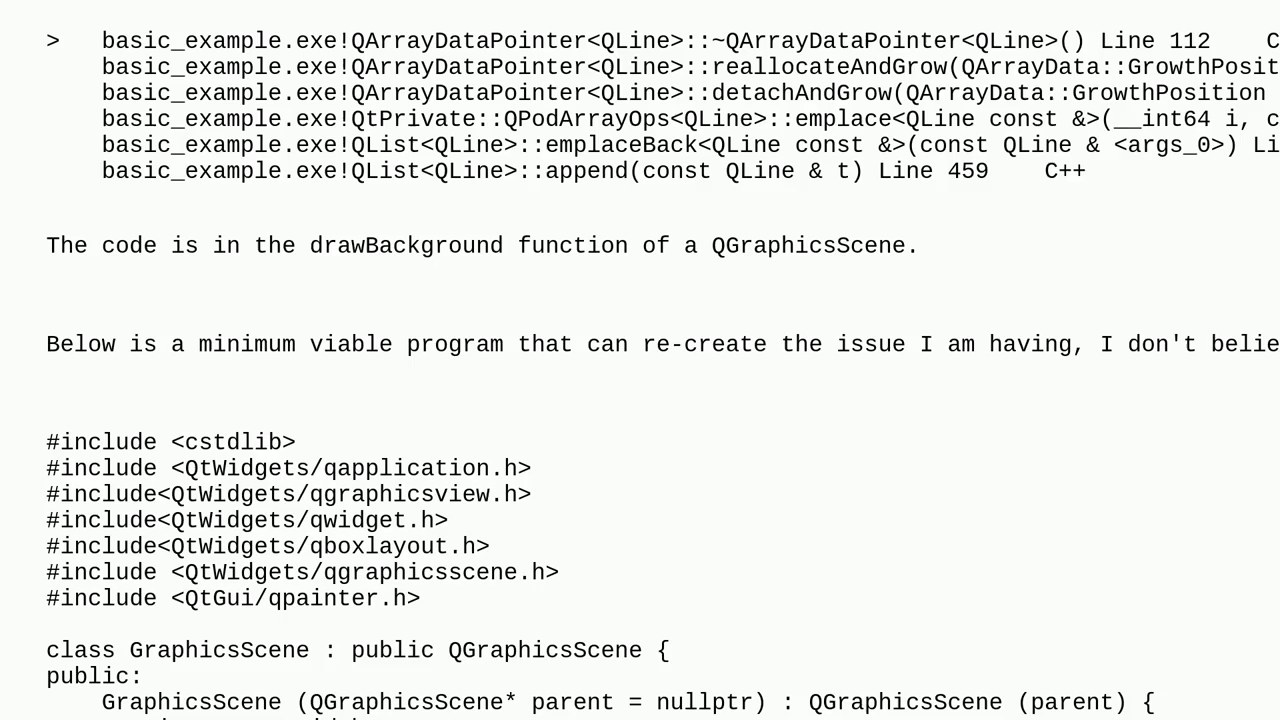 >   basic_example.exe!QArrayDataPointer<QLine>::~QArrayDataPointer<QLine>() Line 112    C
    basic_example.exe!QArrayDataPointer<QLine>::reallocateAndGrow(QArrayData::GrowthPosit
    basic_example.exe!QArrayDataPointer<QLine>::detachAndGrow(QArrayData::GrowthPosition
    basic_example.exe!QtPrivate::QPodArrayOps<QLine>::emplace<QLine const &>(__int64 i, c
    basic_example.exe!QList<QLine>::emplaceBack<QLine const &>(const QLine & <args_0>) Li
    basic_example.exe!QList<QLine>::append(const QLine & t) Line 459    C++
The code is in the drawBackground function of a QGraphicsScene.
Below is a minimum viable program that can re-create the issue I am having, I don't belie
#include <cstdlib>
#include <QtWidgets/qapplication.h>
#include<QtWidgets/qgraphicsview.h>
#include<QtWidgets/qwidget.h>
#include<QtWidgets/qboxlayout.h>
#include <QtWidgets/qgraphicsscene.h>
#include <QtGui/qpainter.h>
class GraphicsScene : public QGraphicsScene {
public:
    GraphicsScene (QGraphicsScene* parent = nullptr) : QGraphicsScene (parent) {